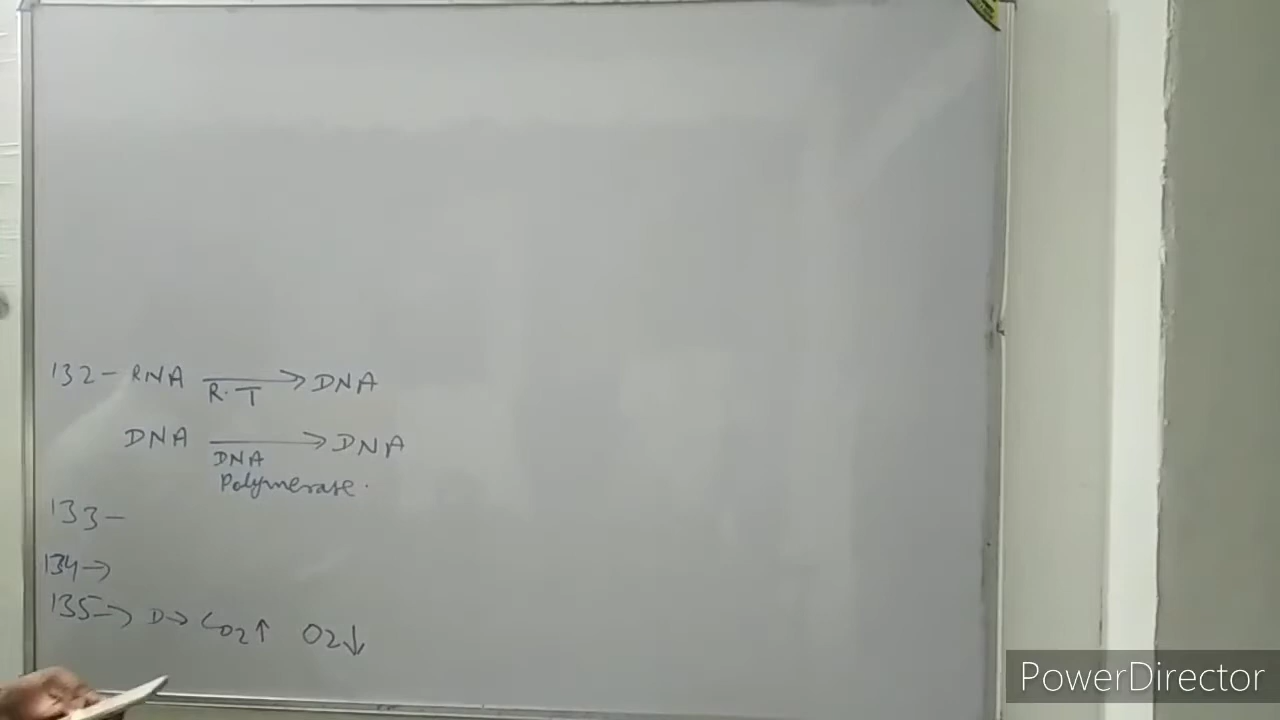 132- RNA R.T → DNA
DNA → DNA
DNA
Polymerase.
133-
134→
135→ D→ CO2↑ O2↓
PowerDirector